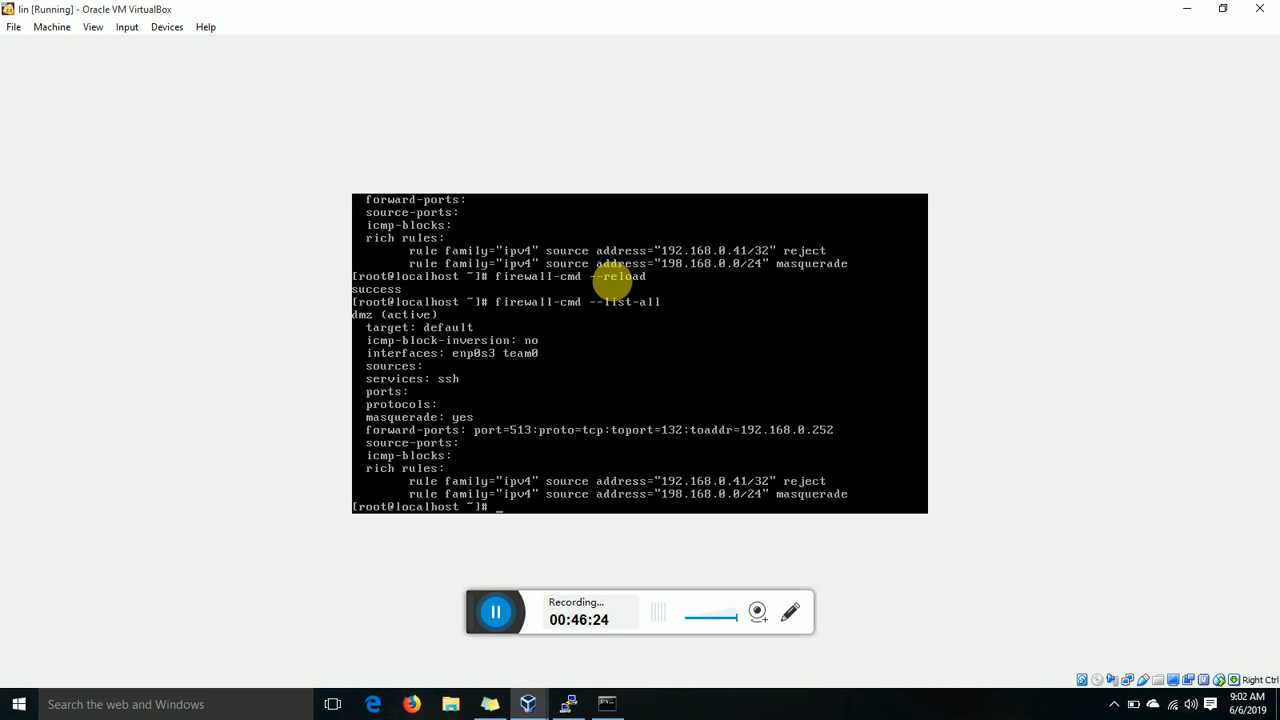 lin [Running] - Oracle VM VirtualBox
File Machine View Input Devices Help
forward-ports:
source-ports:
icmp-blocks:
rich rules:
rule family="ipv4" source address="192.168.0.41/32" reject
rule family="ipv4" source address="198.168.0.0/24" masquerade
[root@localhost ~]# firewall-cmd --reload
success
[root@localhost ~]# firewall-cmd --list-all
dmz (active)
target: default
icmp-block-inversion: no
interfaces: enp0s3 team0
sources:
services: ssh
ports:
protocols:
masquerade: yes
forward-ports: port=513:proto=tcp:toport=132:toaddr=192.168.0.252
source-ports:
icmp-blocks:
rich rules:
rule family="ipv4" source address="192.168.0.41/32" reject
rule family="ipv4" source address="198.168.0.0/24" masquerade
[root@localhost ~]# _
Recording...
00:46:24
Right Ctrl
Search the web and Windows
9:02 AM
6/6/2019